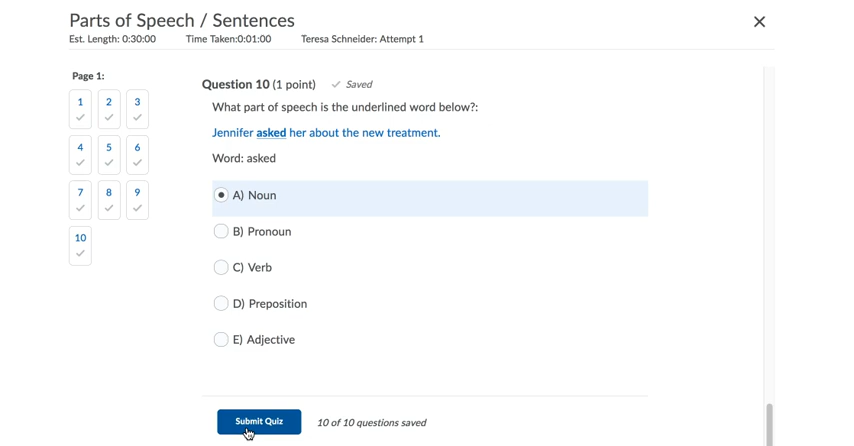 Parts of Speech / Sentences
Est. Length: 0:30:00 Time Taken:0:01:00 Teresa Schneider: Attempt 1
Page 1:
1 2 3
4 5 6
7 8 9
10
Question 10 (1 point) Saved
What part of speech is the underlined word below?:
Jennifer asked her about the new treatment.
Word: asked
A) Noun
B) Pronoun
C) Verb
D) Preposition
E) Adjective
Submit Quiz 10 of 10 questions saved